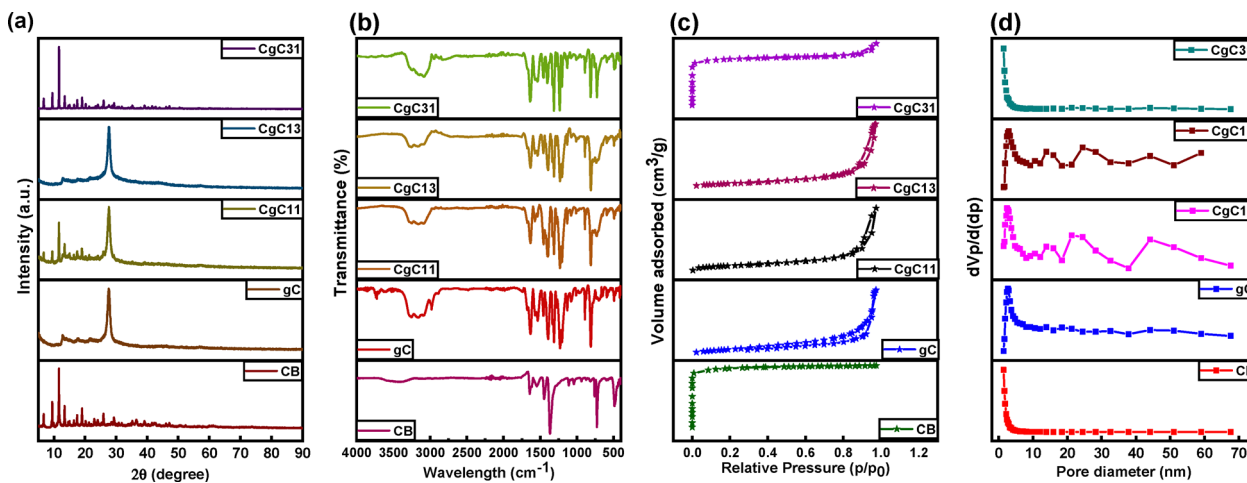 (a)
CgC31
CgC13
CgC11
gC
CB
Intensity (a.u.)
10 20 30 40 50 60 70 80 90
2θ (degree)
(b)
CgC31
CgC13
CgC11
gC
CB
Transmittance (%)
4000 3500 3000 2500 2000 1500 1000 500
Wavelength (cm-1)
(c)
CgC31
CgC13
CgC11
gC
CB
Volume adsorbed (cm3/g)
0.0 0.2 0.4 0.6 0.8 1.0 1.2
Relative Pressure (p/p0)
(d)
CgC3
CgC1
CgC1
dVp/d(dp)
0 10 20 30 40 50 60 70
Pore diameter (nm)